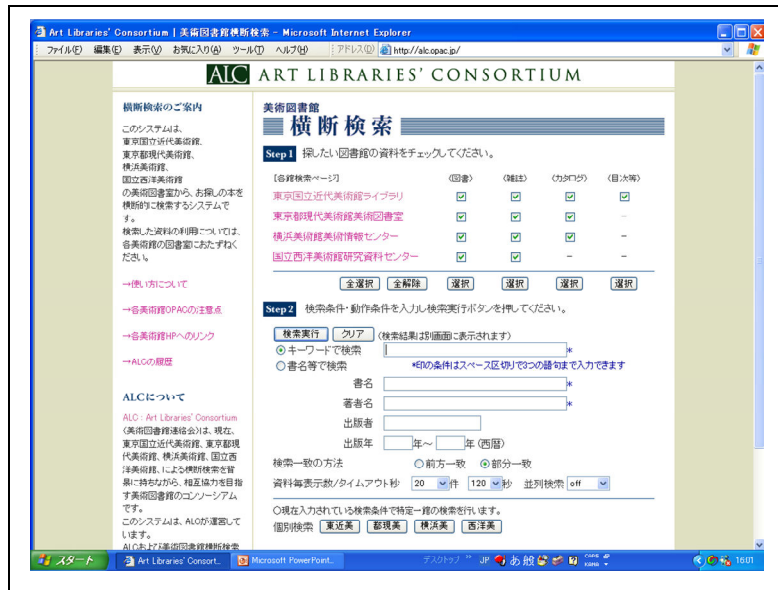 Art Libraries' Consortium | 美術図書館横断検索 - Microsoft Internet Explorer
ファイル(F) 編集(E) 表示(V) お気に入り(A) ツール(T) ヘルプ(H) アドレス(D) http://alc.opac.jp/
ALC ART LIBRARIES' CONSORTIUM
横断検索のご案内
このシステムは、
東京国立近代美術館、
東京都現代美術館、
横浜美術館、
国立西洋美術館
の美術図書室から、お探しの本を
横断的に検索するシステムで
す。
検索した資料の利用については、
各美術館の図書室におたずねく
ださい。
→使い方について
→各美術館OPACの注意点
→各美術館HPへのリンク
→ALCの履歴
ALCについて
ALC : Art Libraries' Consortium
(美術図書館連絡会)は、現在、
東京国立近代美術館、東京都現
代美術館、横浜美術館、国立西
洋美術館、による横断検索を背
景に持ちながら、相互協力を目指
す美術図書館のコンソーシアム
です。
このシステムは、ALCが運営して
います。
ALCおよび美術図書館横断検索
美術図書館
横断検索
Step1 探したい図書館の資料をチェックしてください。
[各館検索ページ] (図書) (雑誌) (カタログ) (目次等)
東京国立近代美術館ライブラリ
東京都現代美術館美術図書室 -
横浜美術館美術情報センター -
国立西洋美術館研究資料センター - -
全選択 全解除 選択 選択 選択 選択
Step2 検索条件・動作条件を入力し検索実行ボタンを押してください。
検索実行 クリア (検索結果は別画面に表示されます)
キーワードで検索 *
書名等で検索 *印の条件はスペース区切りで3つの語句まで入力できます
書名 *
著者名 *
出版者
出版年 年～ 年 (西暦)
検索一致の方法 前方一致 部分一致
資料毎表示数/タイムアウト秒 20 件 120 秒 並列検索 off
○現在入力されている検索条件で特定一館の検索を行います。
個別検索 東近美 都現美 横浜美 西洋美
スタート Art Libraries' Consort... Microsoft PowerPoint... デスクトップ » JP あ 般 CAPS KANA 16:01